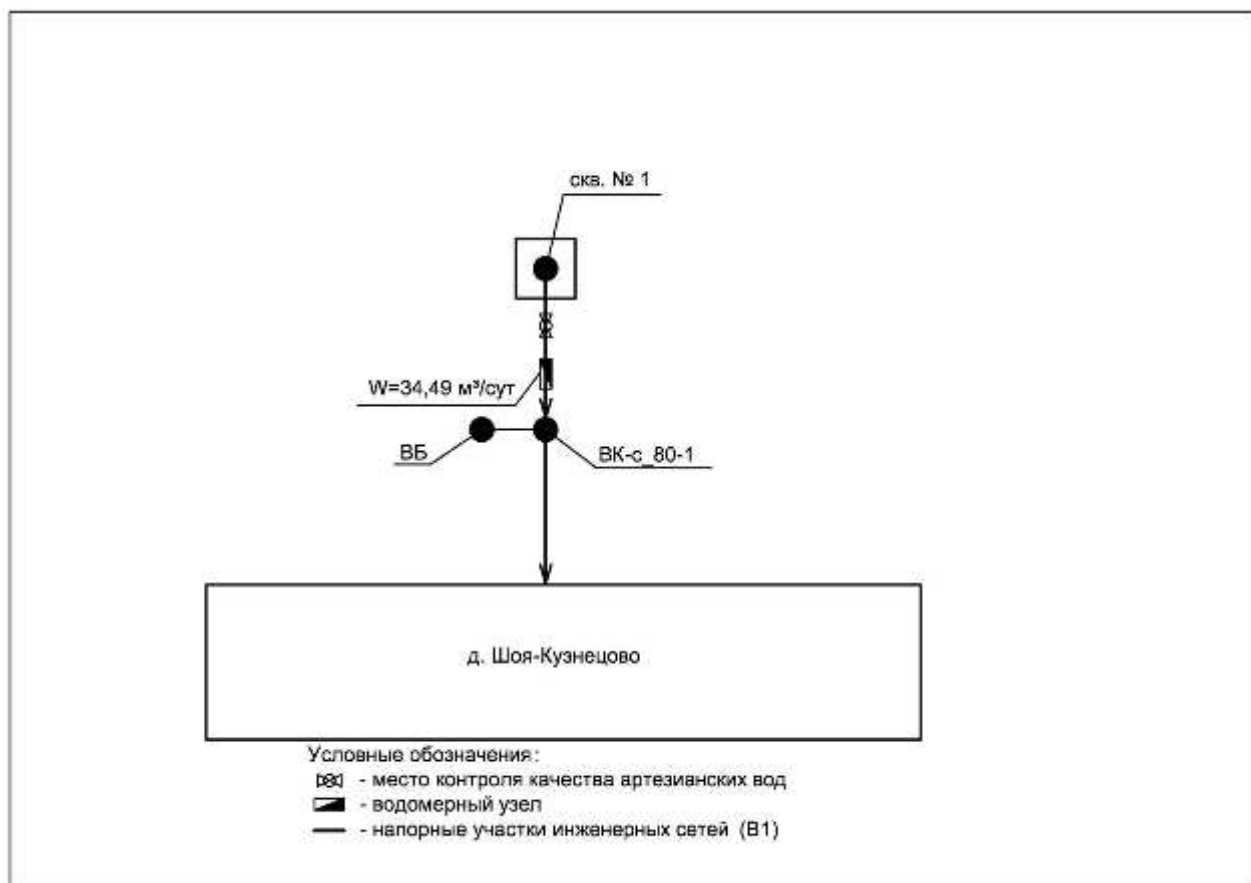 скв. № 1
W=34,49 м³/сут
ВБ
ВК-с_80-1
д. Шоя-Кузнецово
Условные обозначения:
- место контроля качества артезианских вод
- водомерный узел
- напорные участки инженерных сетей (В1)